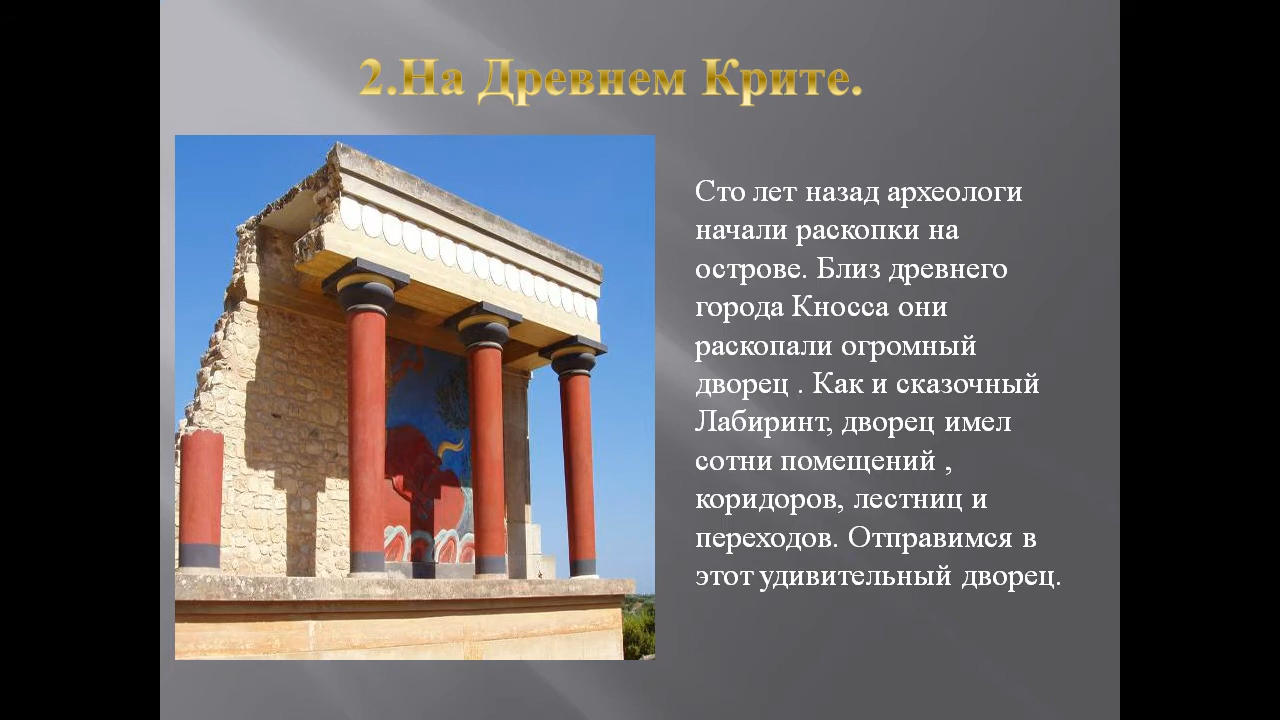 2.На Древнем Крите.
Сто лет назад археологи
начали раскопки на
острове. Близ древнего
города Кносса они
раскопали огромный
дворец . Как и сказочный
Лабиринт, дворец имел
сотни помещений ,
коридоров, лестниц и
переходов. Отправимся в
этот удивительный дворец.